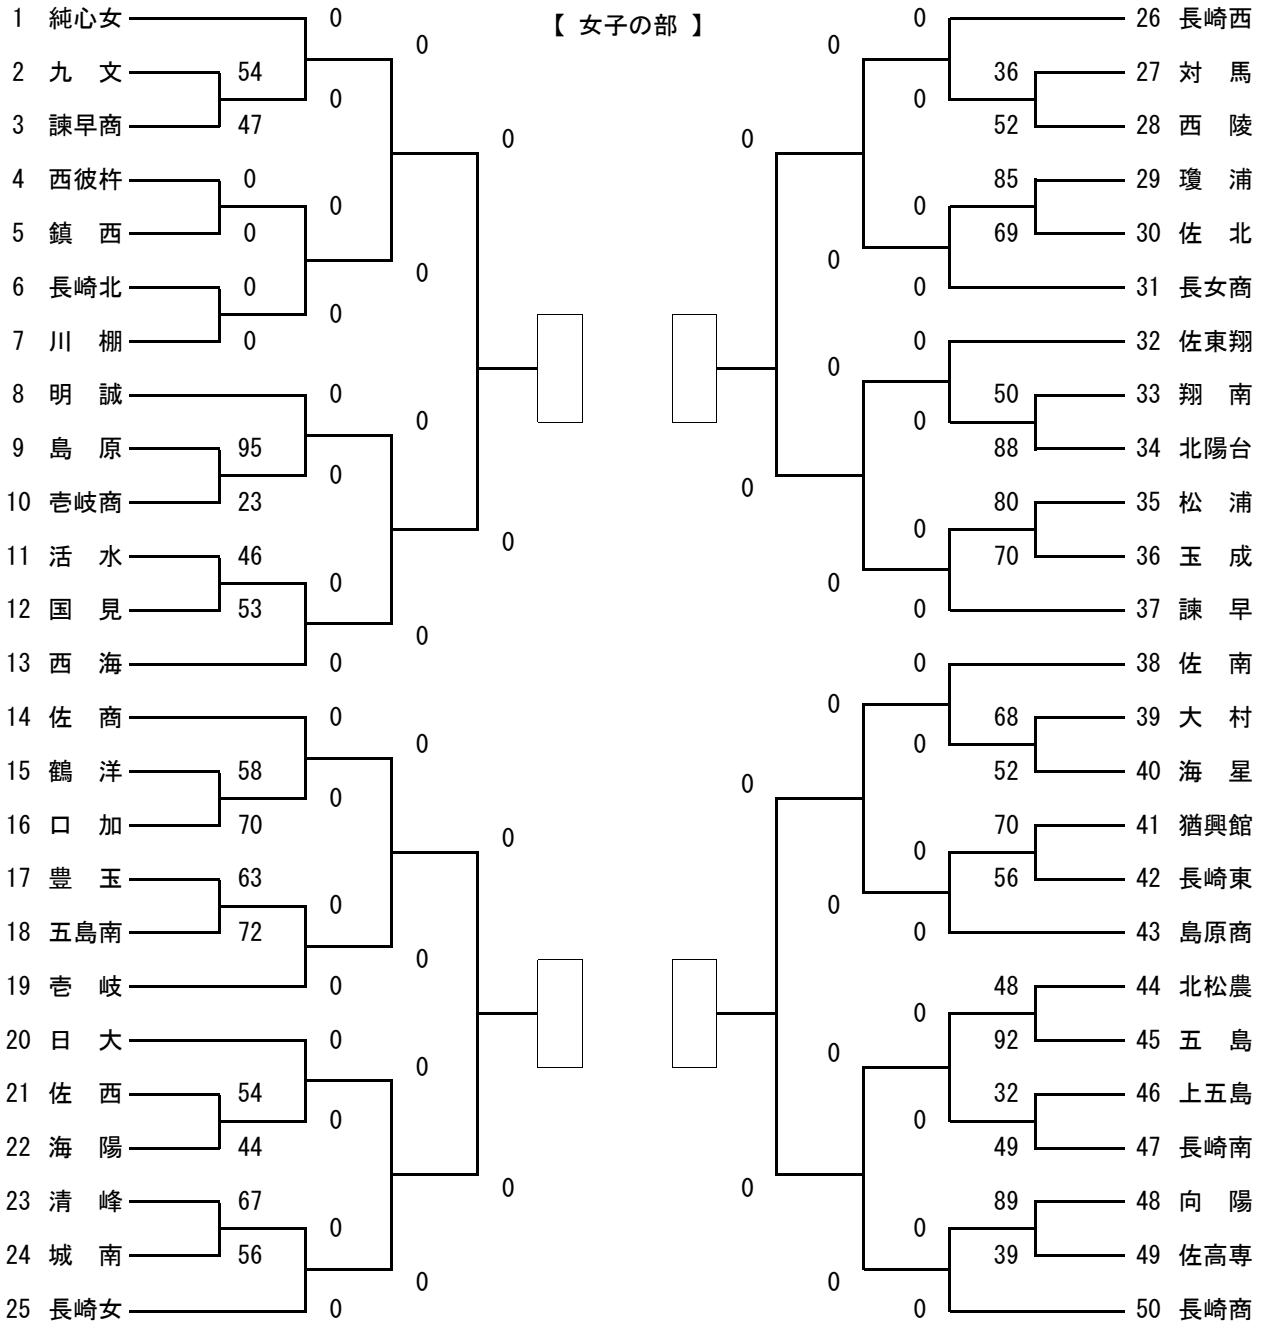 【 女子の部 】
1 純心女 0
0
2 九　文 54
0
3 諫早商 47
0
4 西彼杵 0
0
5 鎮　西 0
0
6 長崎北 0
0
7 川　棚 0
8 明　誠 0
0
9 島　原 95
0
10 壱岐商 23
0
11 活　水 46
0
12 国　見 53
0
13 西　海 0
14 佐　商 0
0
15 鶴　洋 58
0
16 口　加 70
0
17 豊　玉 63
0
18 五島南 72
0
19 壱　岐 0
20 日　大 0
0
21 佐　西 54
0
22 海　陽 44
0
23 清　峰 67
0
24 城　南 56
0
25 長崎女 0
0 26 長崎西
0
36 27 対　馬
0
52 28 西　陵
0
85 29 瓊　浦
0
69 30 佐　北
0
0 31 長女商
0 32 佐東翔
0
50 33 翔　南
0
88 34 北陽台
0
80 35 松　浦
0
70 36 玉　成
0
0 37 諫　早
0 38 佐　南
0
68 39 大　村
0
52 40 海　星
0
70 41 猶興館
0
56 42 長崎東
0
0 43 島原商
48 44 北松農
0
92 45 五　島
0
32 46 上五島
0
49 47 長崎南
0
89 48 向　陽
0
39 49 佐高専
0
0 50 長崎商